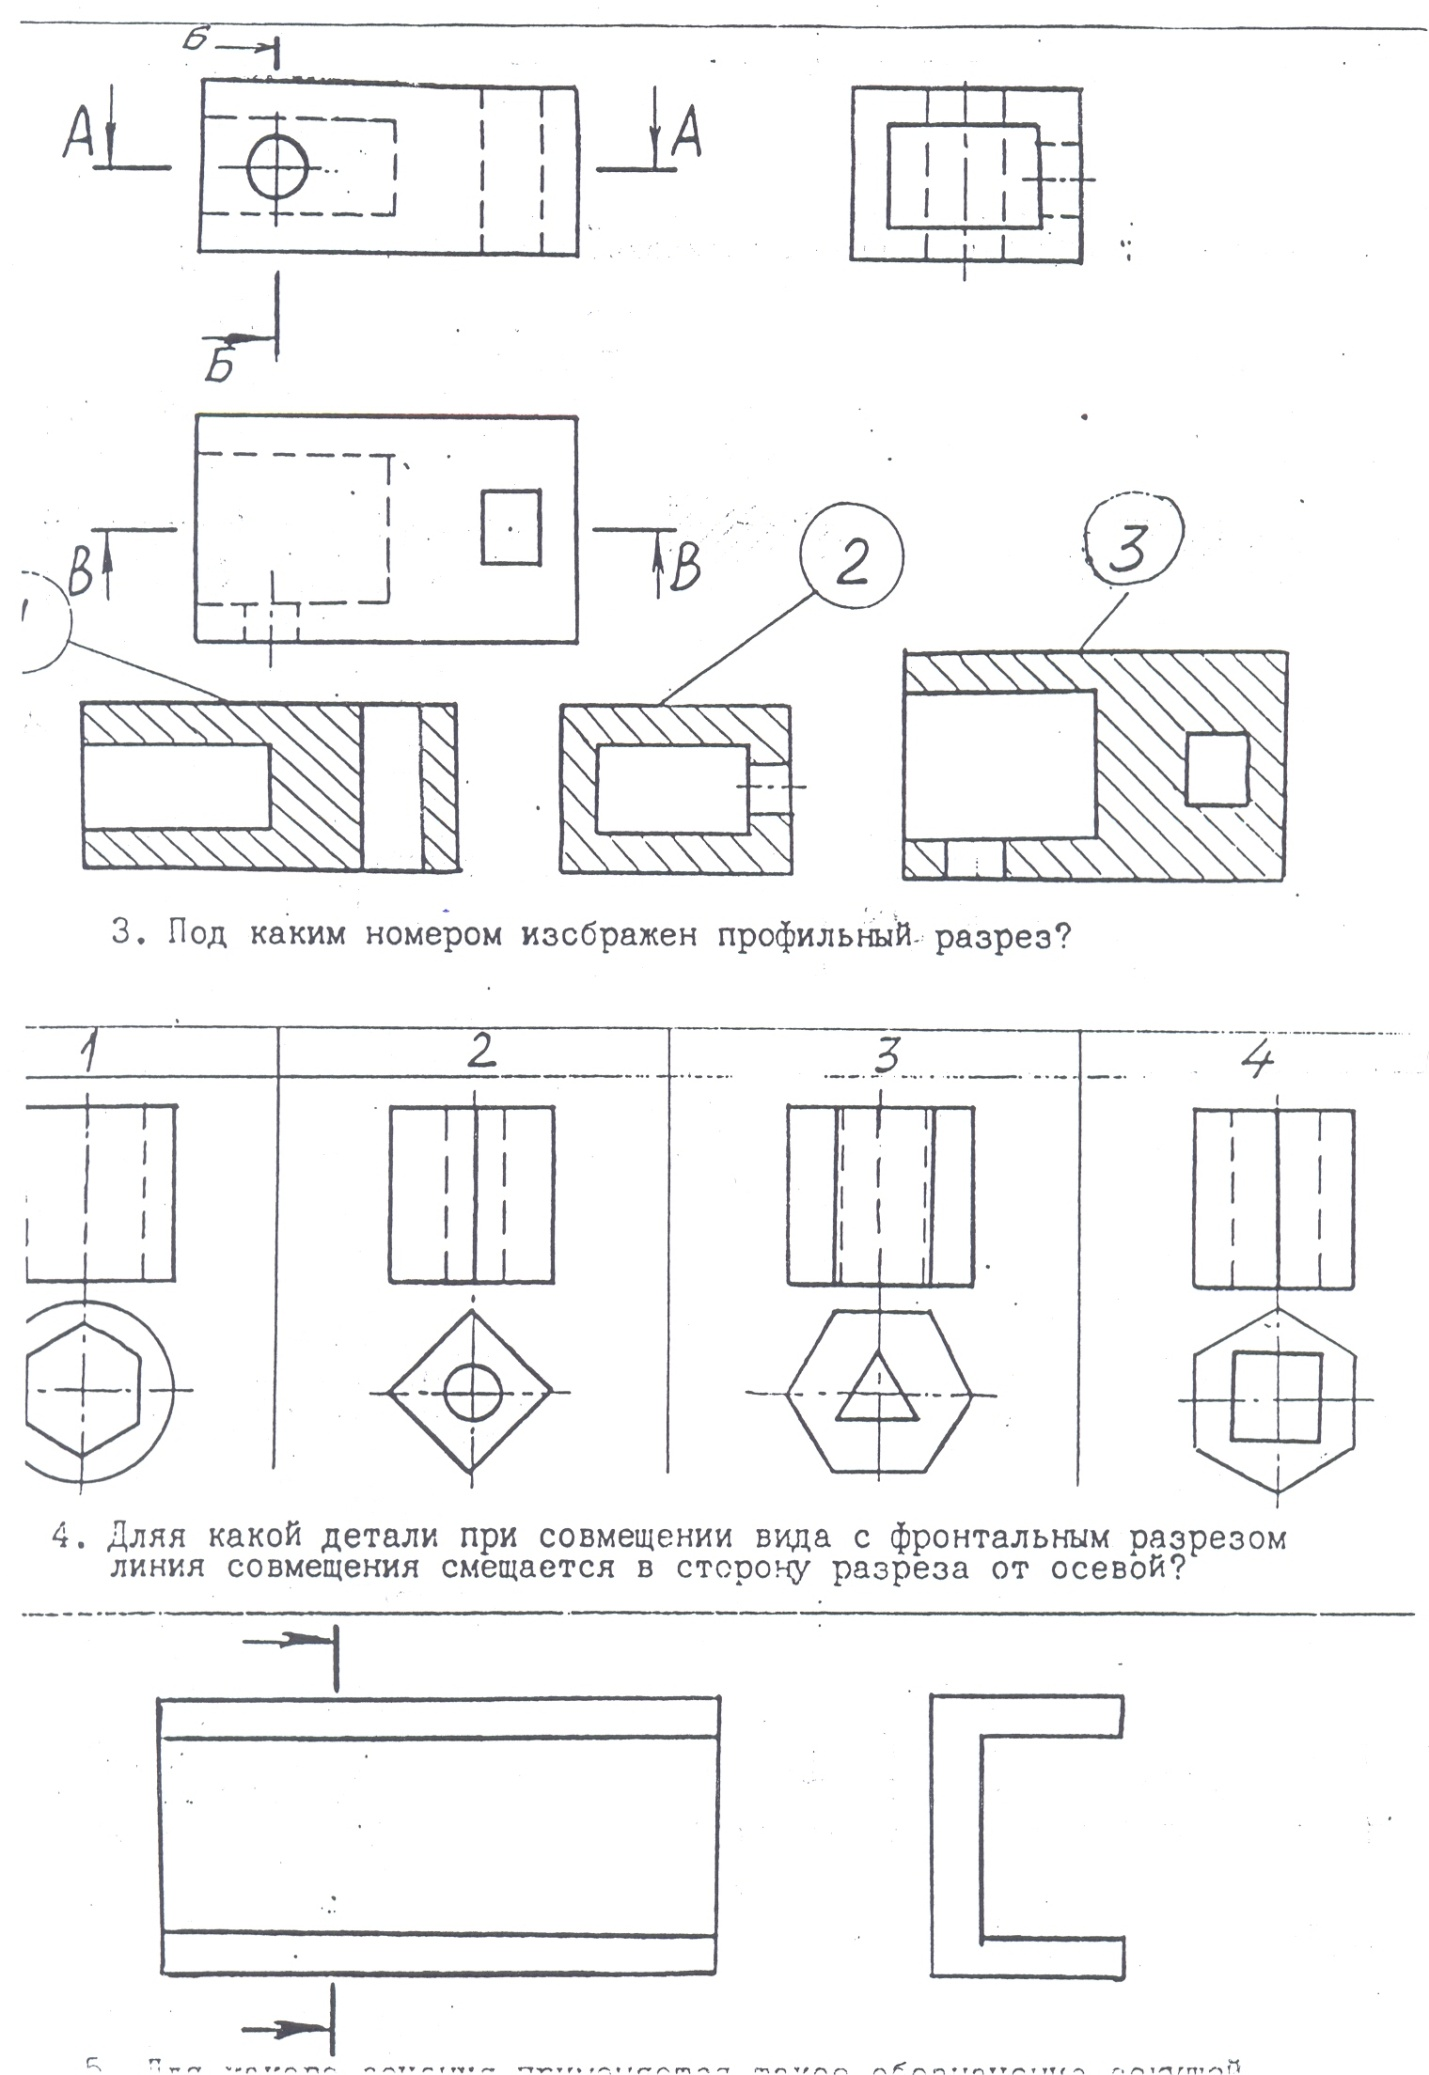 Б
А А
Б
В В
1 2 3
3. Под каким номером изсбражен профильный разрез?
1 2 3 4
4. Дляя какой детали при совмещении вида с фронтальным разрезом
линия совмещения смещается в сторону разреза от осевой?